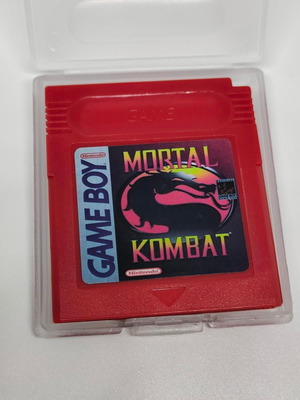 GAME
Nintendo
GAME BOY
MORTAL
KOMBAT
Nintendo